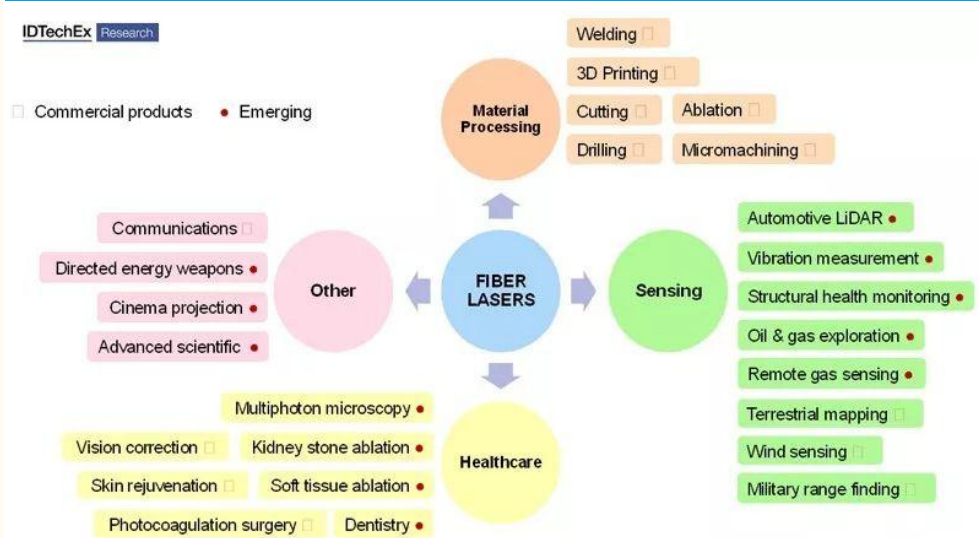 IDTechEx Research
Commercial products
Emerging
Material
Processing
Welding
3D Printing
Cutting
Ablation
Drilling
Micromachining
FIBER
LASERS
Other
Communications
Directed energy weapons
Cinema projection
Advanced scientific
Sensing
Automotive LiDAR
Vibration measurement
Structural health monitoring
Oil & gas exploration
Remote gas sensing
Terrestrial mapping
Wind sensing
Military range finding
Healthcare
Multiphoton microscopy
Vision correction
Kidney stone ablation
Skin rejuvenation
Soft tissue ablation
Photocoagulation surgery
Dentistry